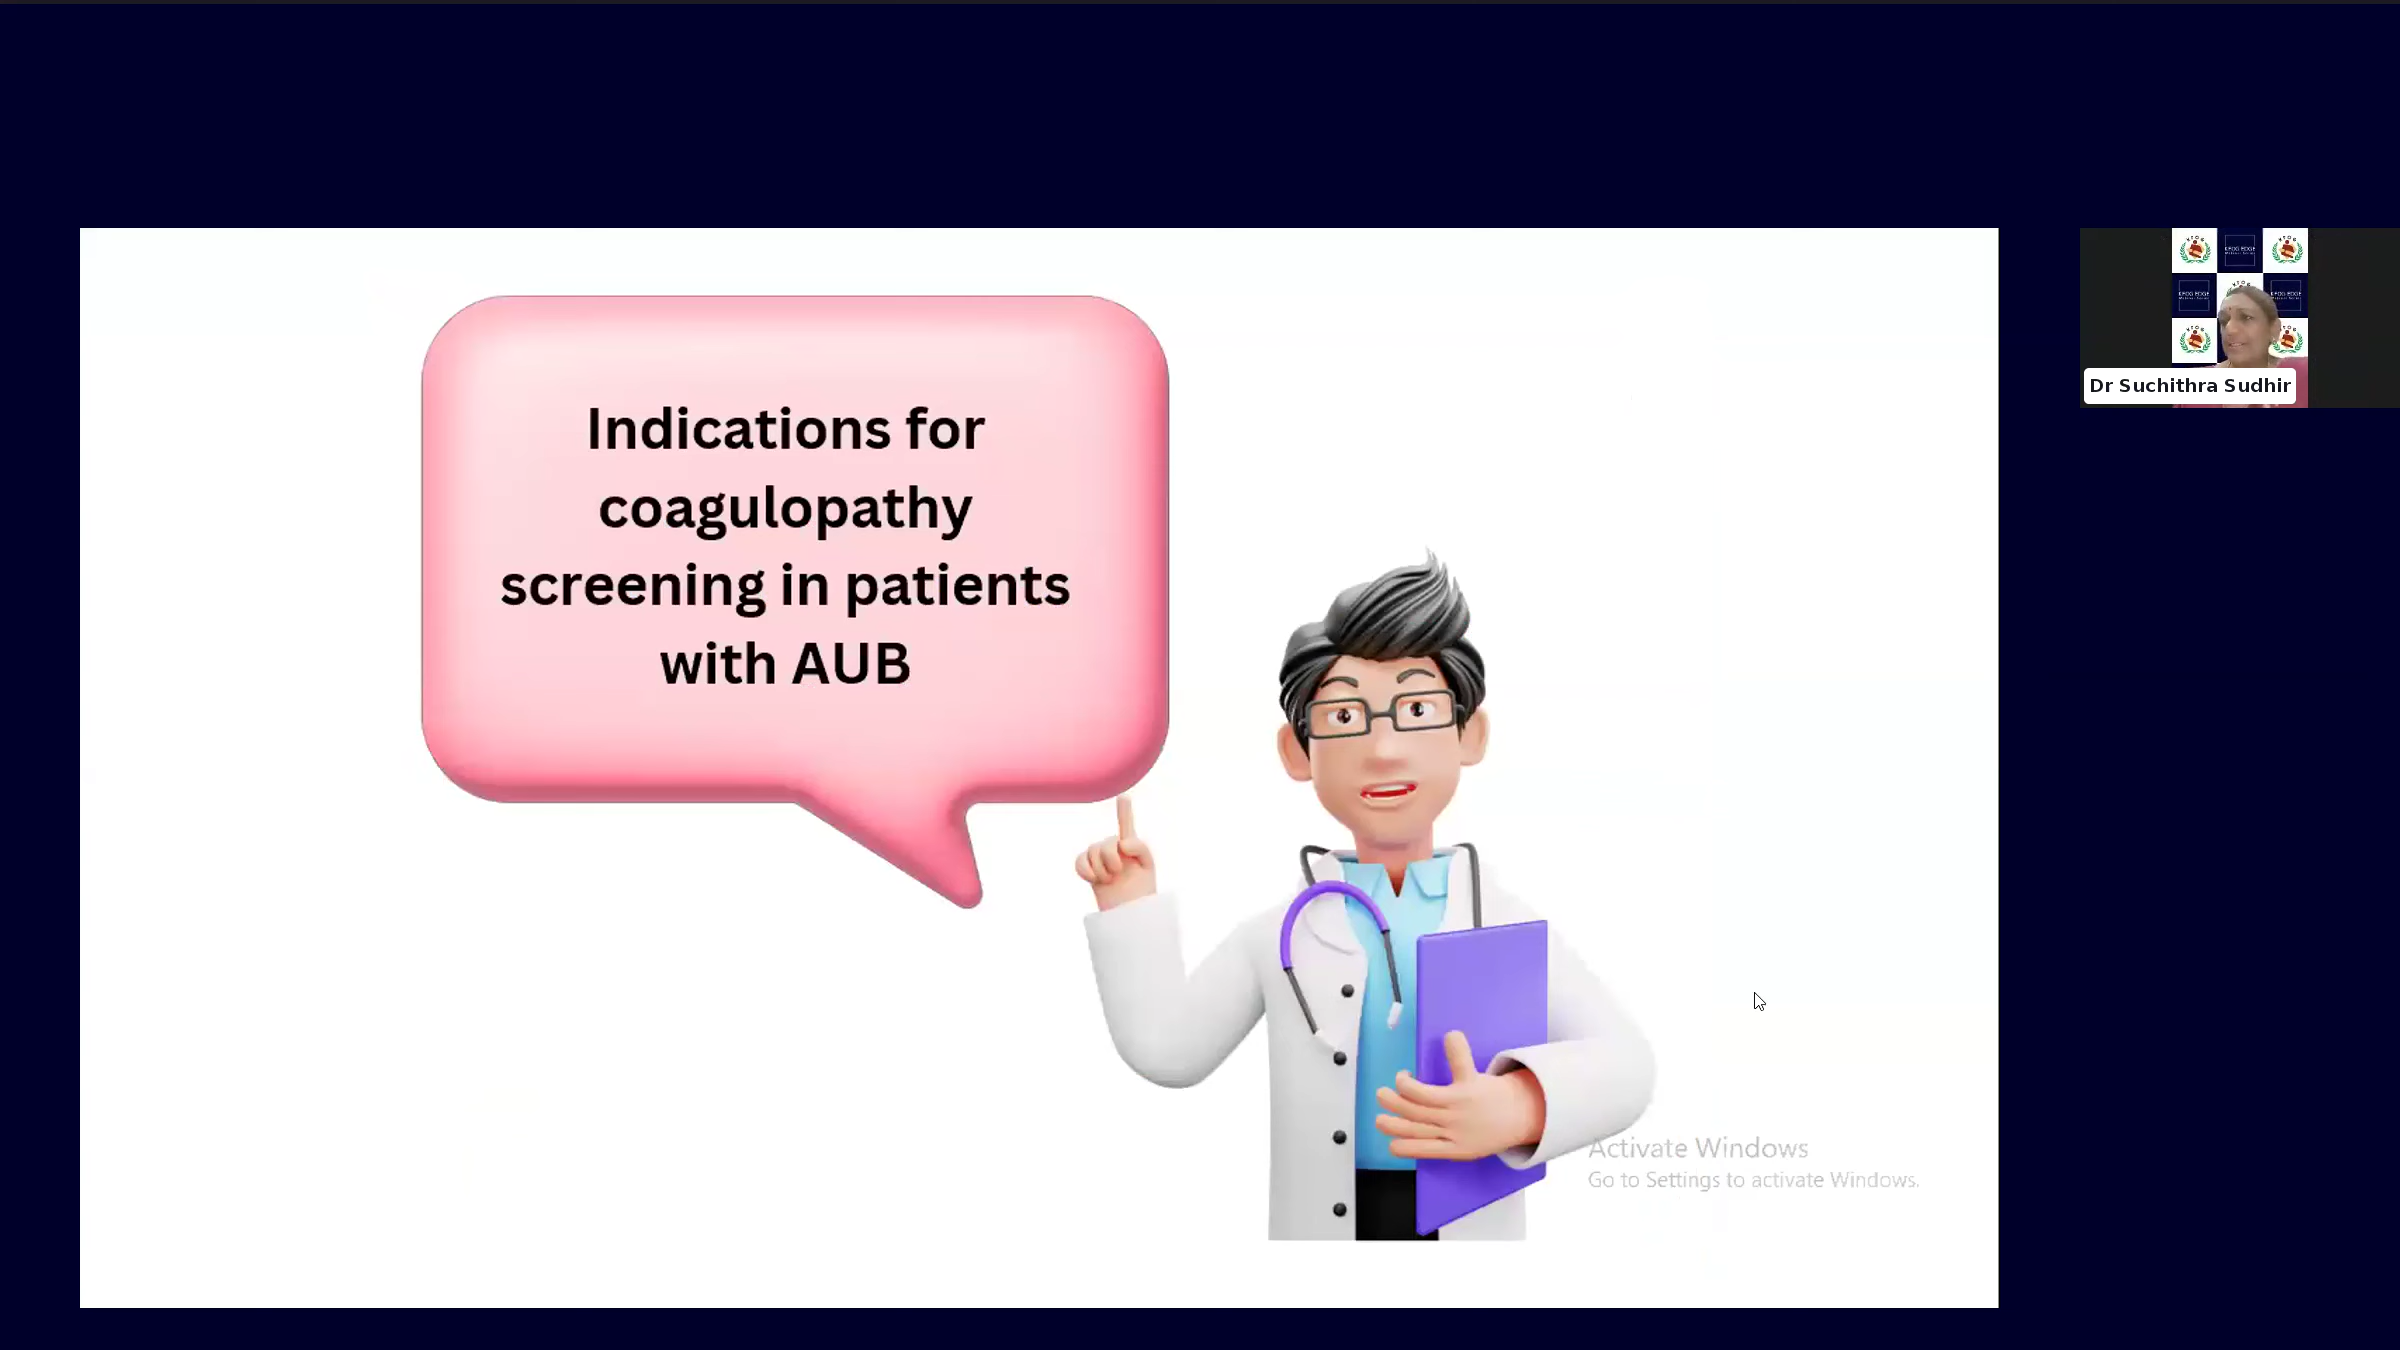 Indications for
coagulopathy
screening in patients
with AUB
Dr Suchithra Sudhir
Activate Windows
Go to Settings to activate Windows.